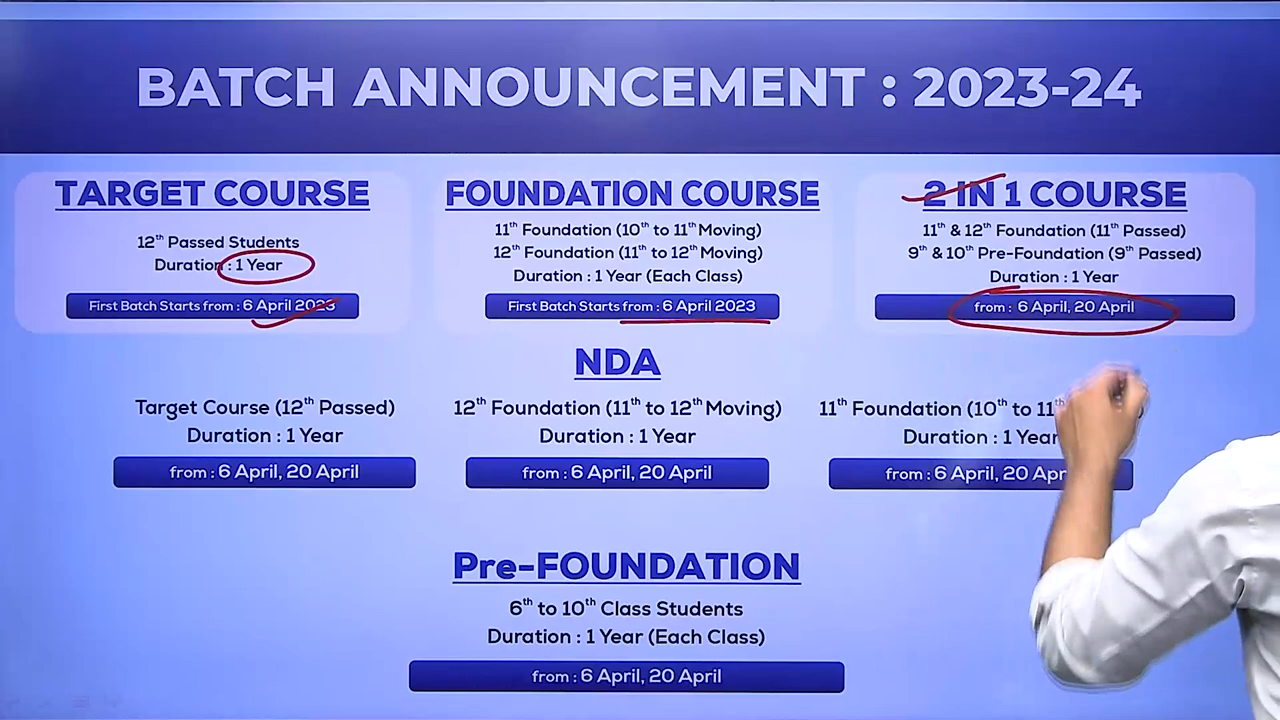 BATCH ANNOUNCEMENT : 2023-24
TARGET COURSE
12th Passed Students
Duration : 1 Year
First Batch Starts from : 6 April 2023
FOUNDATION COURSE
11th Foundation (10th to 11th Moving)
12th Foundation (11th to 12th Moving)
Duration : 1 Year (Each Class)
First Batch Starts from : 6 April 2023
2 IN 1 COURSE
11th & 12th Foundation (11th Passed)
9th & 10th Pre-Foundation (9th Passed)
Duration : 1 Year
from : 6 April, 20 April
NDA
Target Course (12th Passed)
Duration : 1 Year
from : 6 April, 20 April
12th Foundation (11th to 12th Moving)
Duration : 1 Year
from : 6 April, 20 April
11th Foundation (10th to 11th
Duration : 1 Year
from : 6 April, 20 Apr
Pre-FOUNDATION
6th to 10th Class Students
Duration : 1 Year (Each Class)
from : 6 April, 20 April